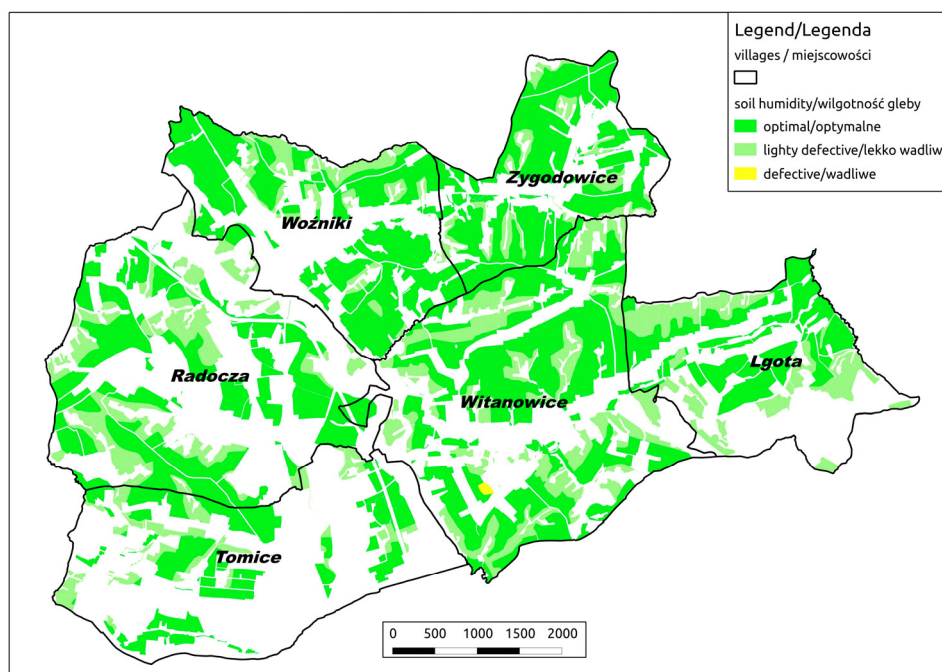 Legend/Legenda
villages / miejscowości
soil humidity/wilgotność gleby
optimal/optymalne
lighty defective/lekko wadliw
defective/wadliwe
Zygodowice
Woźniki
Lgota
Radocza
Witanowice
Tomice
0 500 1000 1500 2000